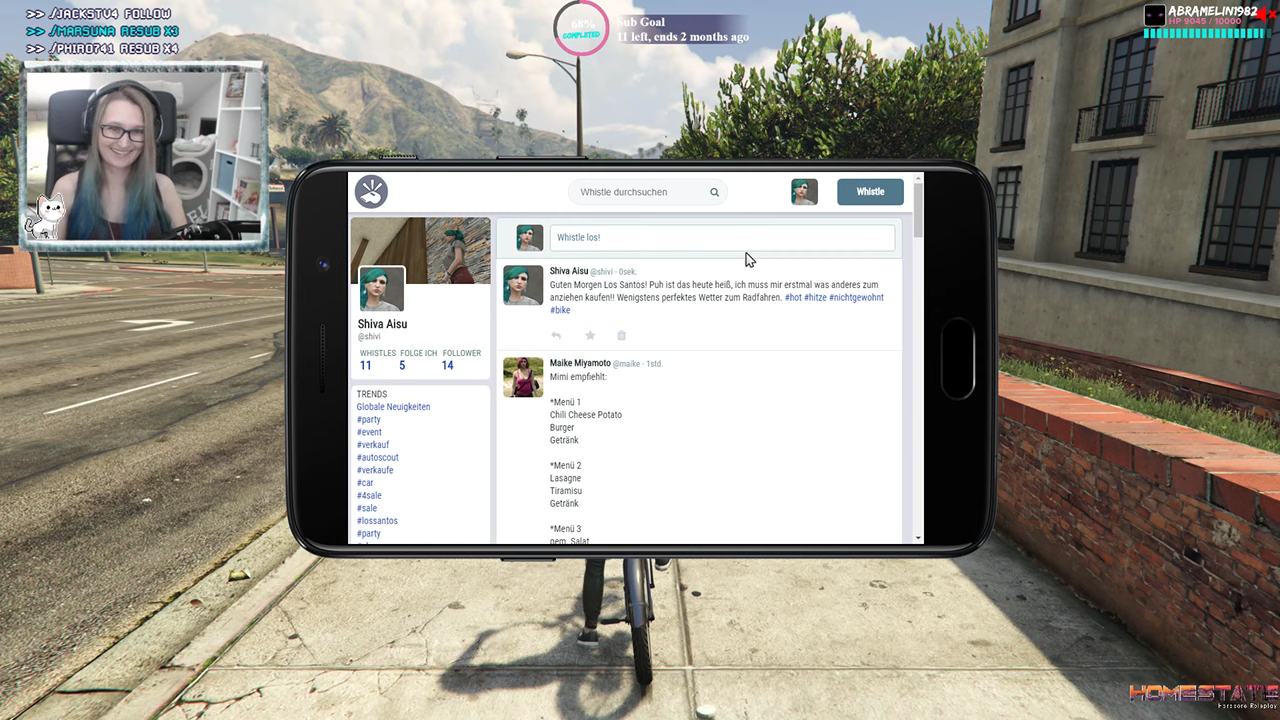 >> /JACKSTV4 FOLLOW
>> /MARSUNA RESUB X3
>> /PHIRO741 RESUB X4
68%
COMPLETED
Sub Goal
11 left, ends 2 months ago
ABRAMELIN1982
HP 9045 / 10000
Whistle durchsuchen
Whistle
Whistle los!
Shiva Aisu
@shivi
WHISTLES FOLGE ICH FOLLOWER
11 5 14
TRENDS
Globale Neuigkeiten
#party
#event
#verkauf
#autoscout
#verkaufe
#car
#4sale
#sale
#lossantos
#party
Shiva Aisu @shivi · 0sek.
Guten Morgen Los Santos! Puh ist das heute heiß, ich muss mir erstmal was anderes zum
anziehen kaufen!! Wenigstens perfektes Wetter zum Radfahren. #hot #hitze #nichtgewohnt
#bike
Maike Miyamoto @maike · 1std.
Mimi empfiehlt:
*Menü 1
Chili Cheese Potato
Burger
Getränk
*Menü 2
Lasagne
Tiramisu
Getränk
*Menü 3
gem. Salat
HOMESTATE
Hardcore Roleplay